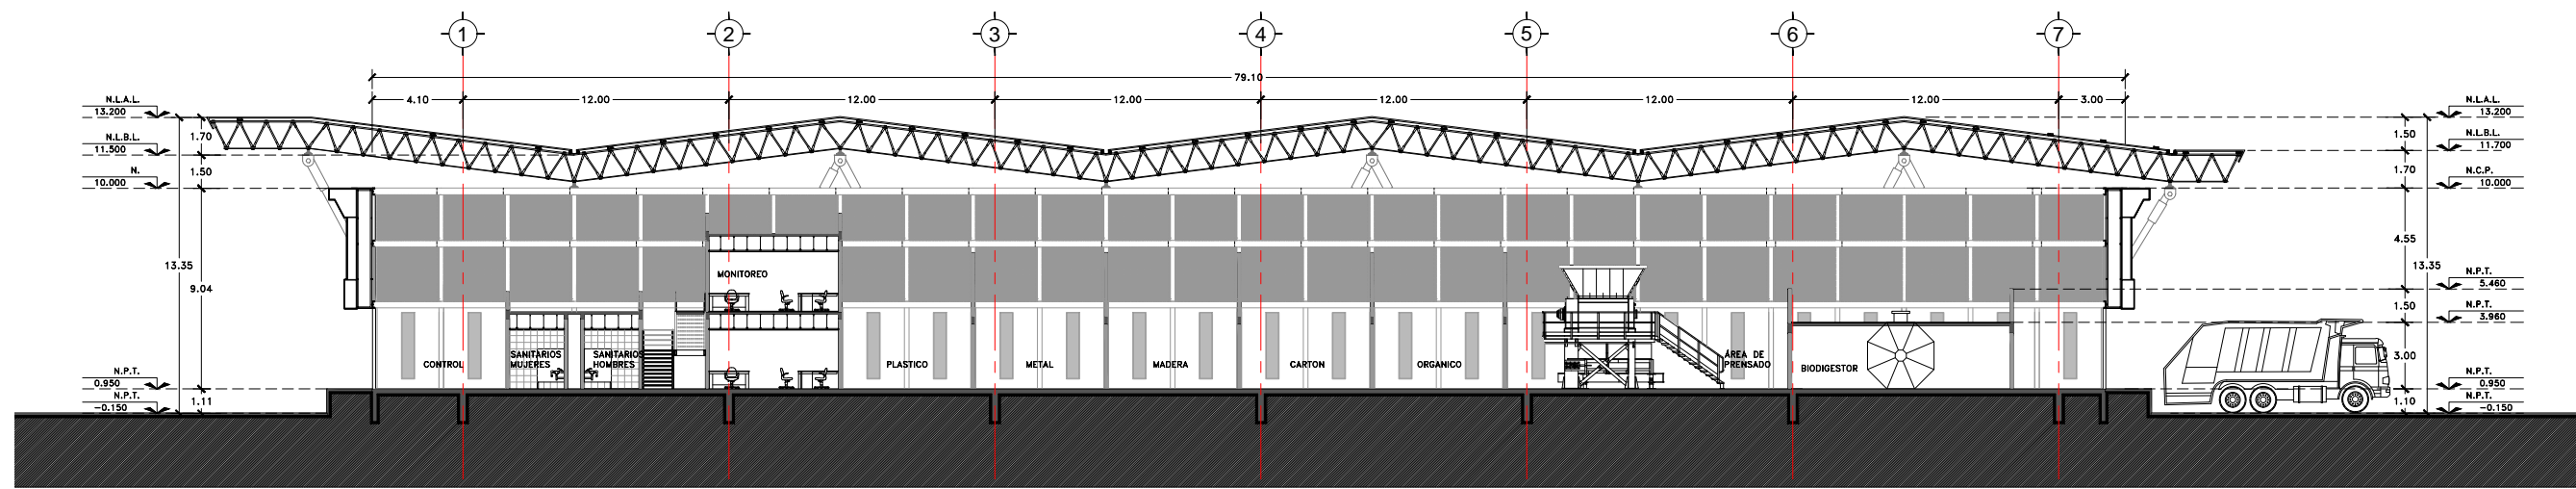 1 2 3 4 5 6 7
79.10
4.10 12.00 12.00 12.00 12.00 12.00 12.00 3.00
N.L.A.L.
13.200
N.L.B.L.
11.500
N.
10.000
N.P.T.
0.950
N.P.T.
-0.150
1.70
1.50
13.35
9.04
1.11
MONITOREO
CONTROL
SANITARIOS
MUJERES
SANITARIOS
HOMBRES
PLASTICO
METAL
MADERA
CARTON
ORGANICO
ÁREA DE
PRENSADO
BIODIGESTOR
1.50
1.70
4.55
13.35
1.50
3.00
1.10
N.L.A.L.
13.200
N.L.B.L.
11.700
N.C.P.
10.000
N.P.T.
5.460
N.P.T.
3.960
N.P.T.
0.950
N.P.T.
-0.150